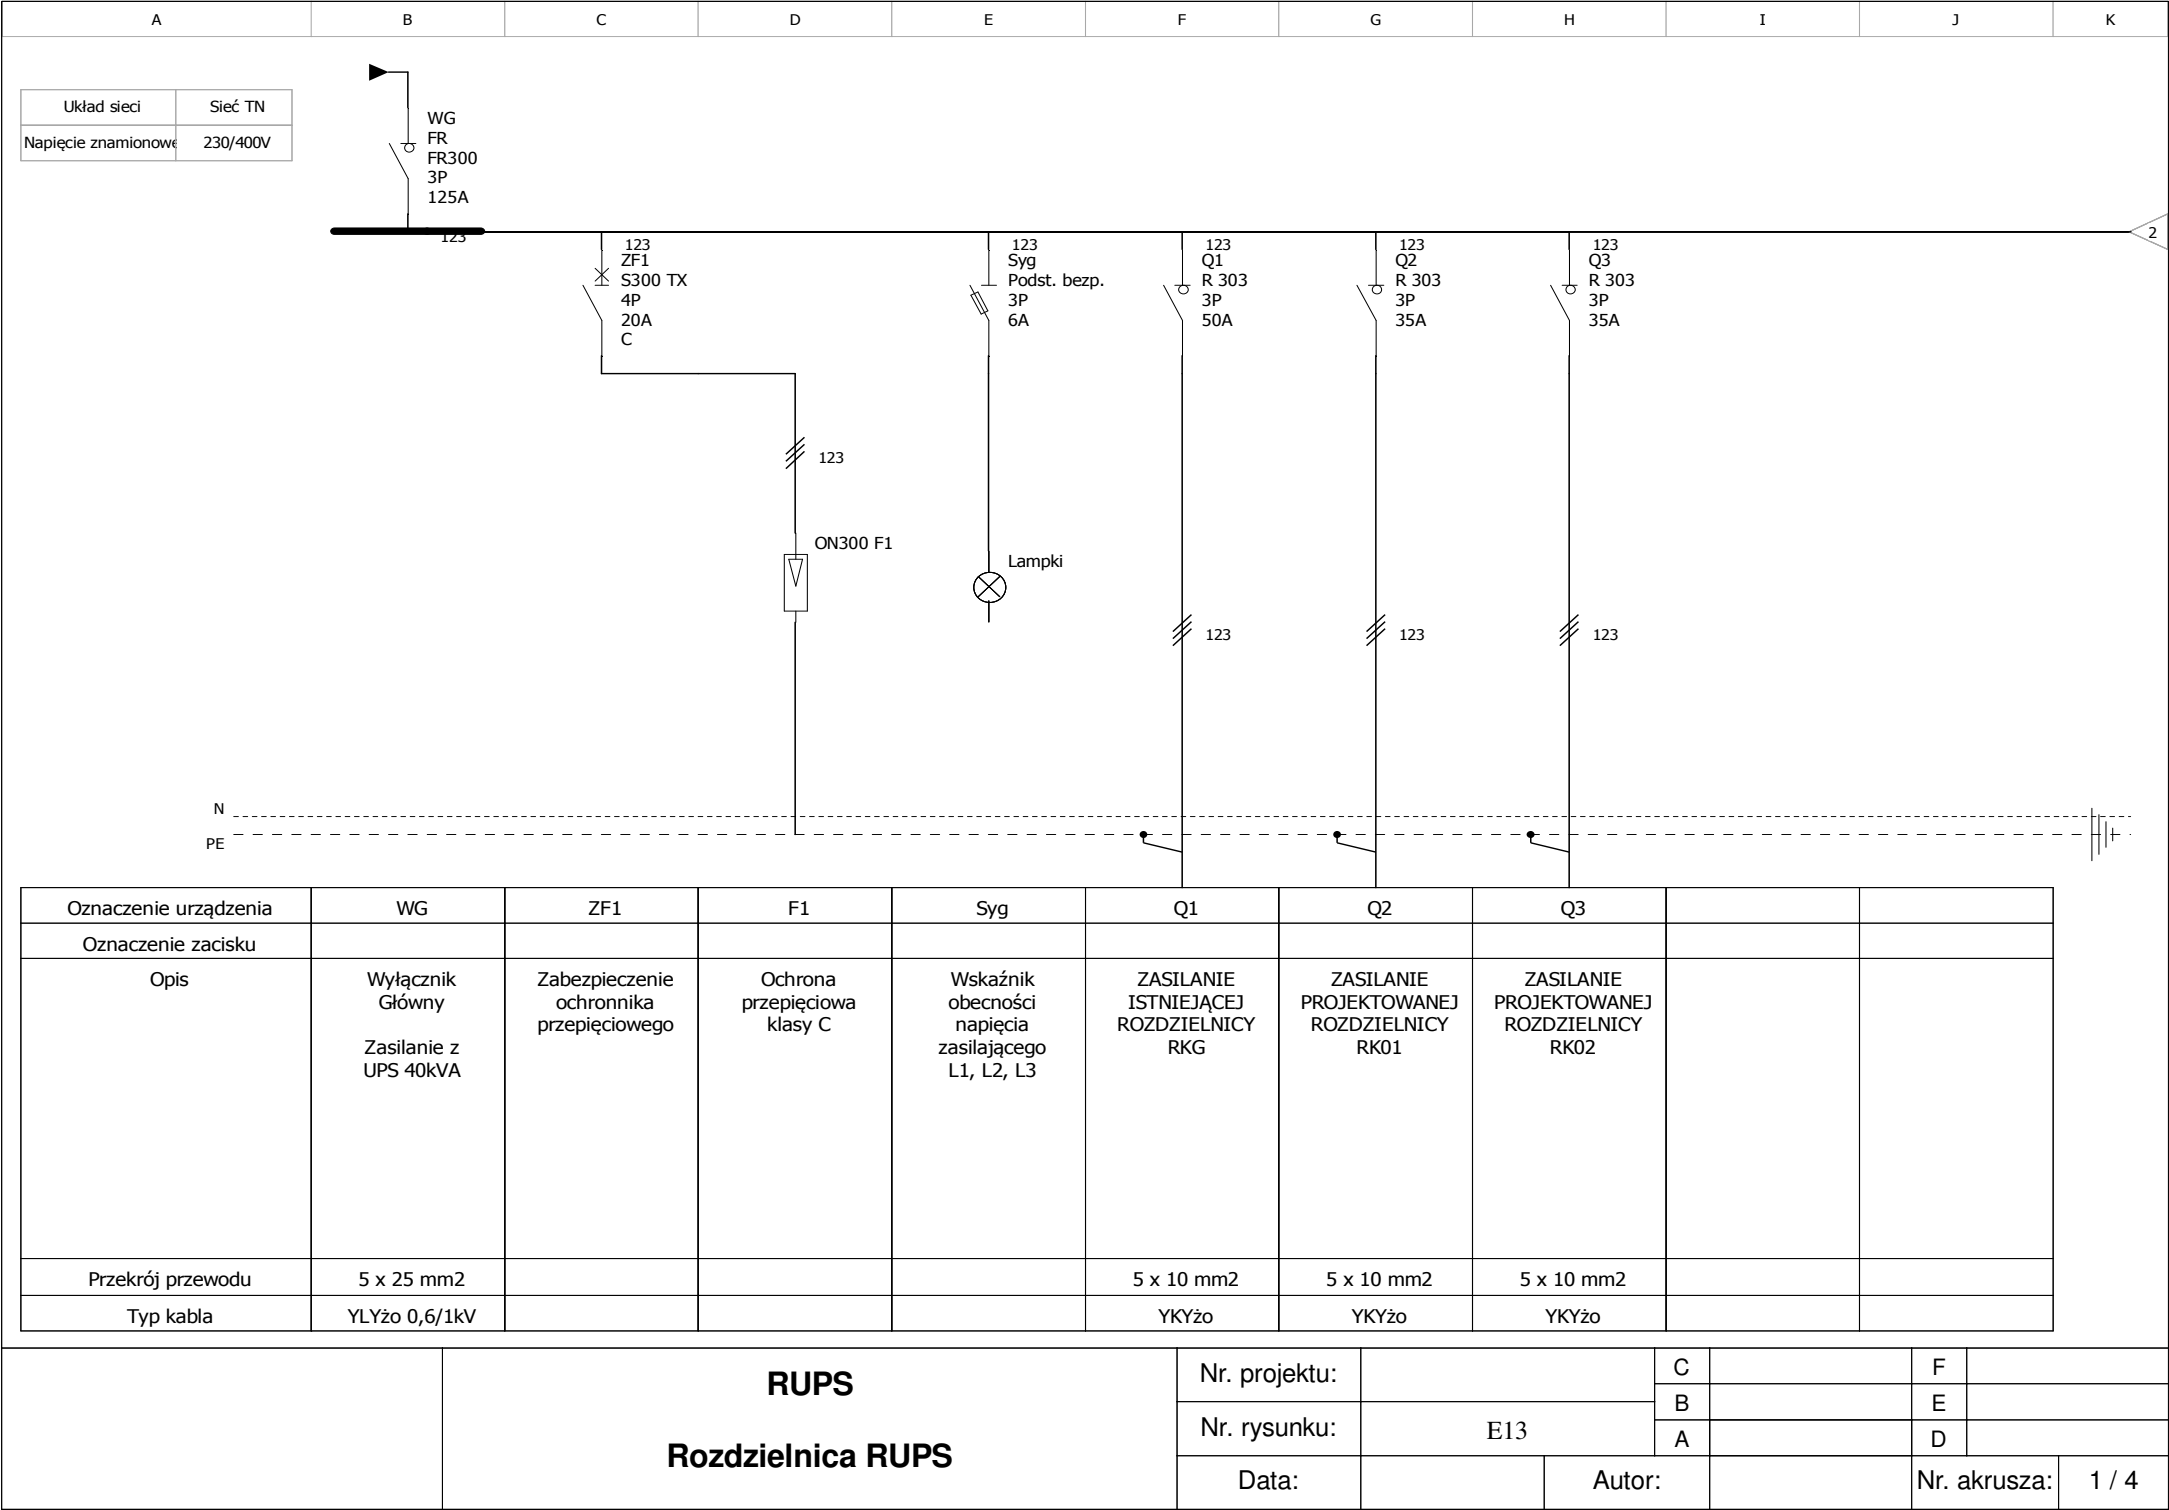 A B C D E F G H I J K
Układ sieci Sieć TN
Napięcie znamionowe 230/400V
WG
FR
FR300
3P
125A
123
2
123
ZF1
S300 TX
4P
20A
C
123
Syg
Podst. bezp.
3P
6A
123
Q1
R 303
3P
50A
123
Q2
R 303
3P
35A
123
Q3
R 303
3P
35A
123
ON300 F1
Lampki
123
123
123
N
PE
Oznaczenie urządzenia WG ZF1 F1 Syg Q1 Q2 Q3
Oznaczenie zacisku
Opis
Wyłącznik
Główny
Zasilanie z
UPS 40kVA
Zabezpieczenie
ochronnika
przepięciowego
Ochrona
przepięciowa
klasy C
Wskaźnik
obecności
napięcia
zasilającego
L1, L2, L3
ZASILANIE
ISTNIEJĄCEJ
ROZDZIELNICY
RKG
ZASILANIE
PROJEKTOWANEJ
ROZDZIELNICY
RK01
ZASILANIE
PROJEKTOWANEJ
ROZDZIELNICY
RK02
Przekrój przewodu 5 x 25 mm2 5 x 10 mm2 5 x 10 mm2 5 x 10 mm2
Typ kabla YLYżo 0,6/1kV YKYżo YKYżo YKYżo
RUPS
Rozdzielnica RUPS
Nr. projektu:
Nr. rysunku: E13
Data: Autor:
C F
B E
A D
Nr. akrusza: 1 / 4